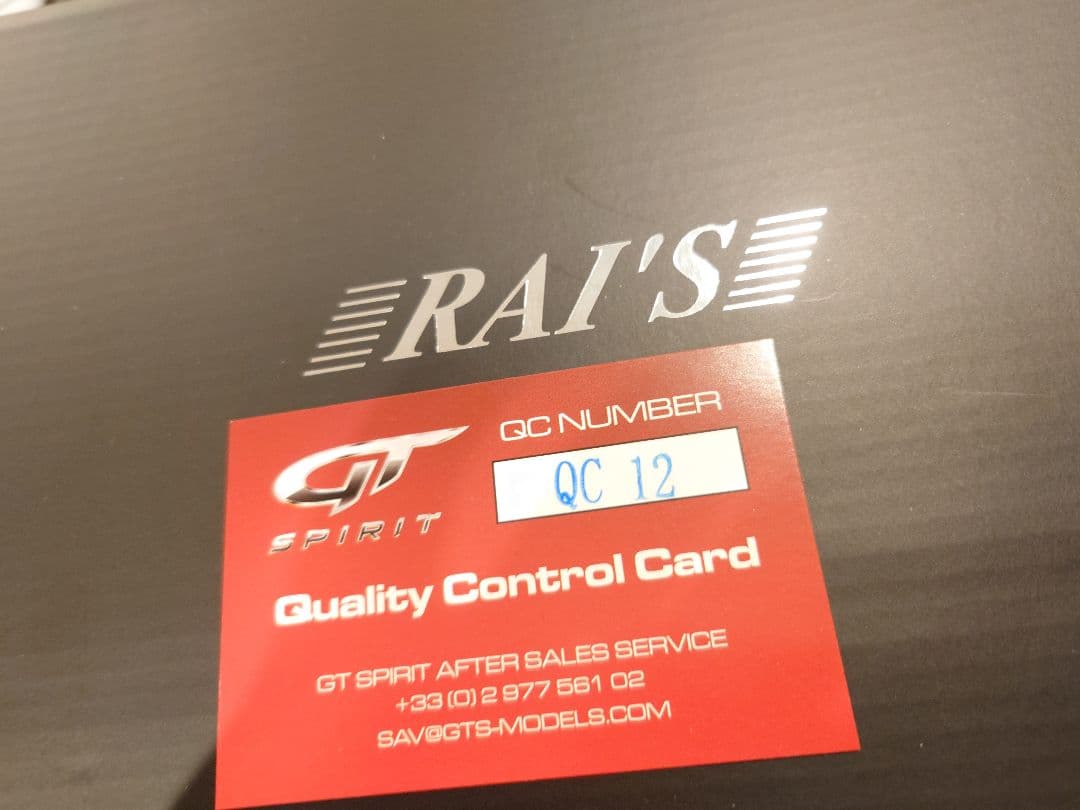 RAI'S
GT
SPIRIT
QC NUMBER
QC 12
Quality Control Card
GT SPIRIT AFTER SALES SERVICE
+33 (0) 2 977 561 02
SAV@GTS-MODELS.COM